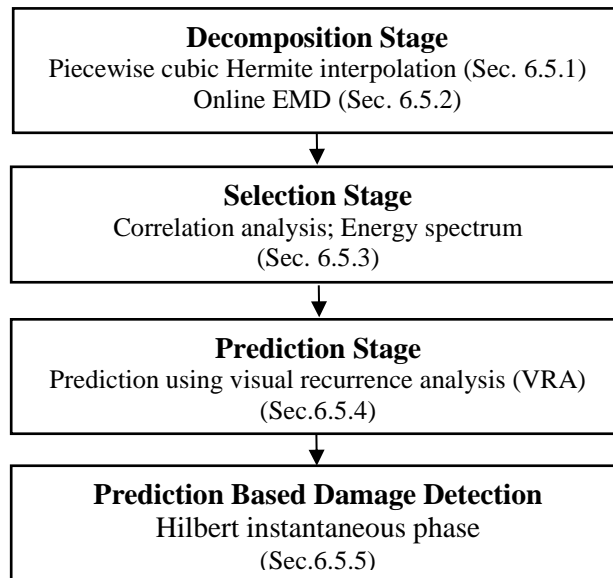 Decomposition Stage
Piecewise cubic Hermite interpolation (Sec. 6.5.1)
Online EMD (Sec. 6.5.2)
Selection Stage
Correlation analysis; Energy spectrum
(Sec. 6.5.3)
Prediction Stage
Prediction using visual recurrence analysis (VRA)
(Sec.6.5.4)
Prediction Based Damage Detection
Hilbert instantaneous phase
(Sec.6.5.5)